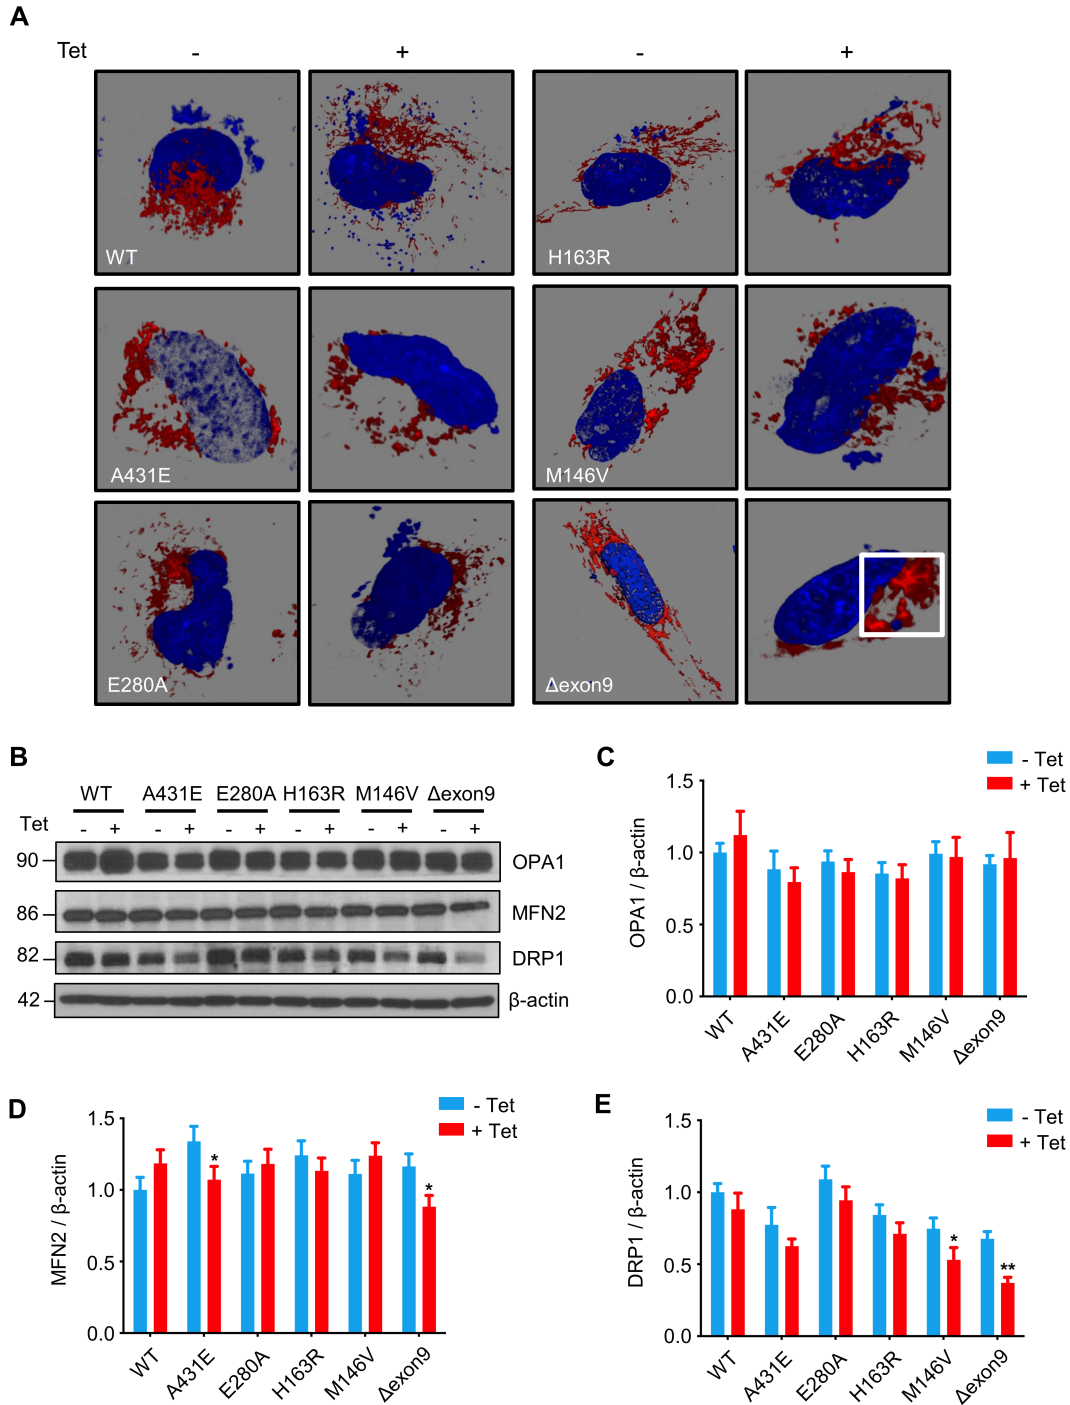 A
Tet - + - +
WT
H163R
A431E
M146V
E280A
Δexon9
B
WT A431E E280A H163R M146V Δexon9
Tet - + - + - + - + - + - +
90 OPA1
86 MFN2
82 DRP1
42 β-actin
C
- Tet
+ Tet
OPA1 / β-actin
1.5
1.0
0.5
0.0
WT A431E E280A H163R M146V Δexon9
D
- Tet
+ Tet
MFN2 / β-actin
1.5
1.0
0.5
0.0
* *
WT A431E E280A H163R M146V Δexon9
E
- Tet
+ Tet
DRP1 / β-actin
1.5
1.0
0.5
0.0
* **
WT A431E E280A H163R M146V Δexon9